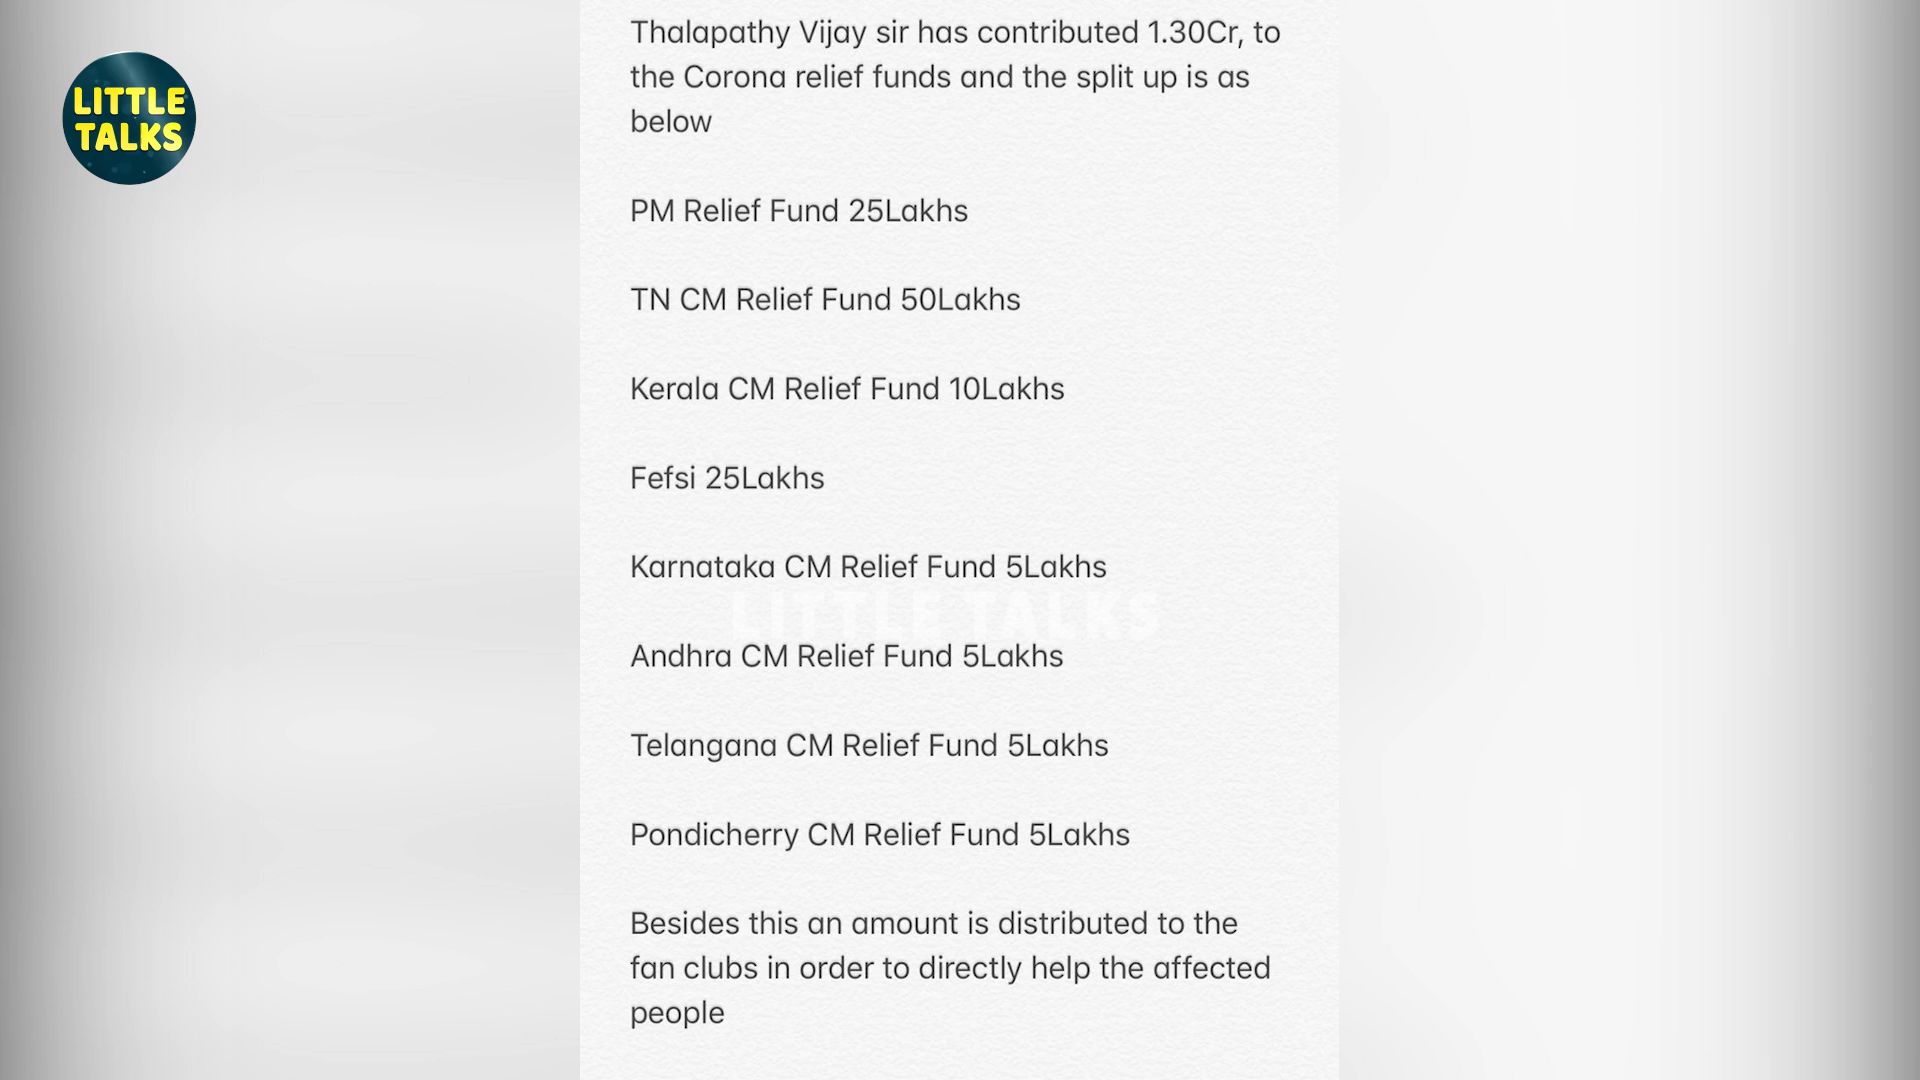 LITTLE
TALKS
Thalapathy Vijay sir has contributed 1.30Cr, to
the Corona relief funds and the split up is as
below
PM Relief Fund 25Lakhs
TN CM Relief Fund 50Lakhs
Kerala CM Relief Fund 10Lakhs
Fefsi 25Lakhs
Karnataka CM Relief Fund 5Lakhs
LITTLE TALKS
Andhra CM Relief Fund 5Lakhs
Telangana CM Relief Fund 5Lakhs
Pondicherry CM Relief Fund 5Lakhs
Besides this an amount is distributed to the
fan clubs in order to directly help the affected
people